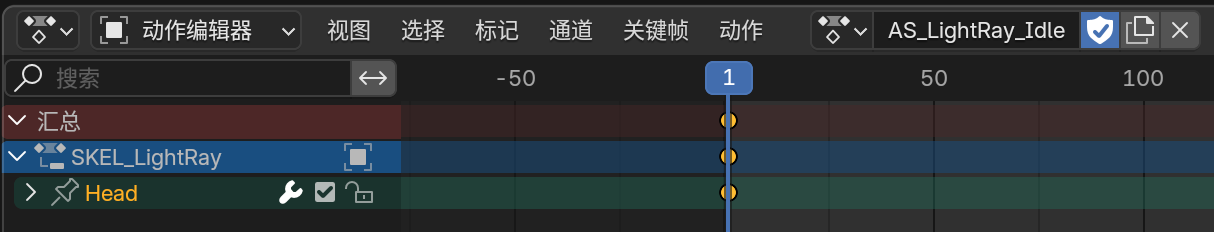 动作编辑器 视图 选择 标记 通道 关键帧 动作 AS_LightRay_Idle
搜索 -50 1 50 100
汇总
SKEL_LightRay
Head